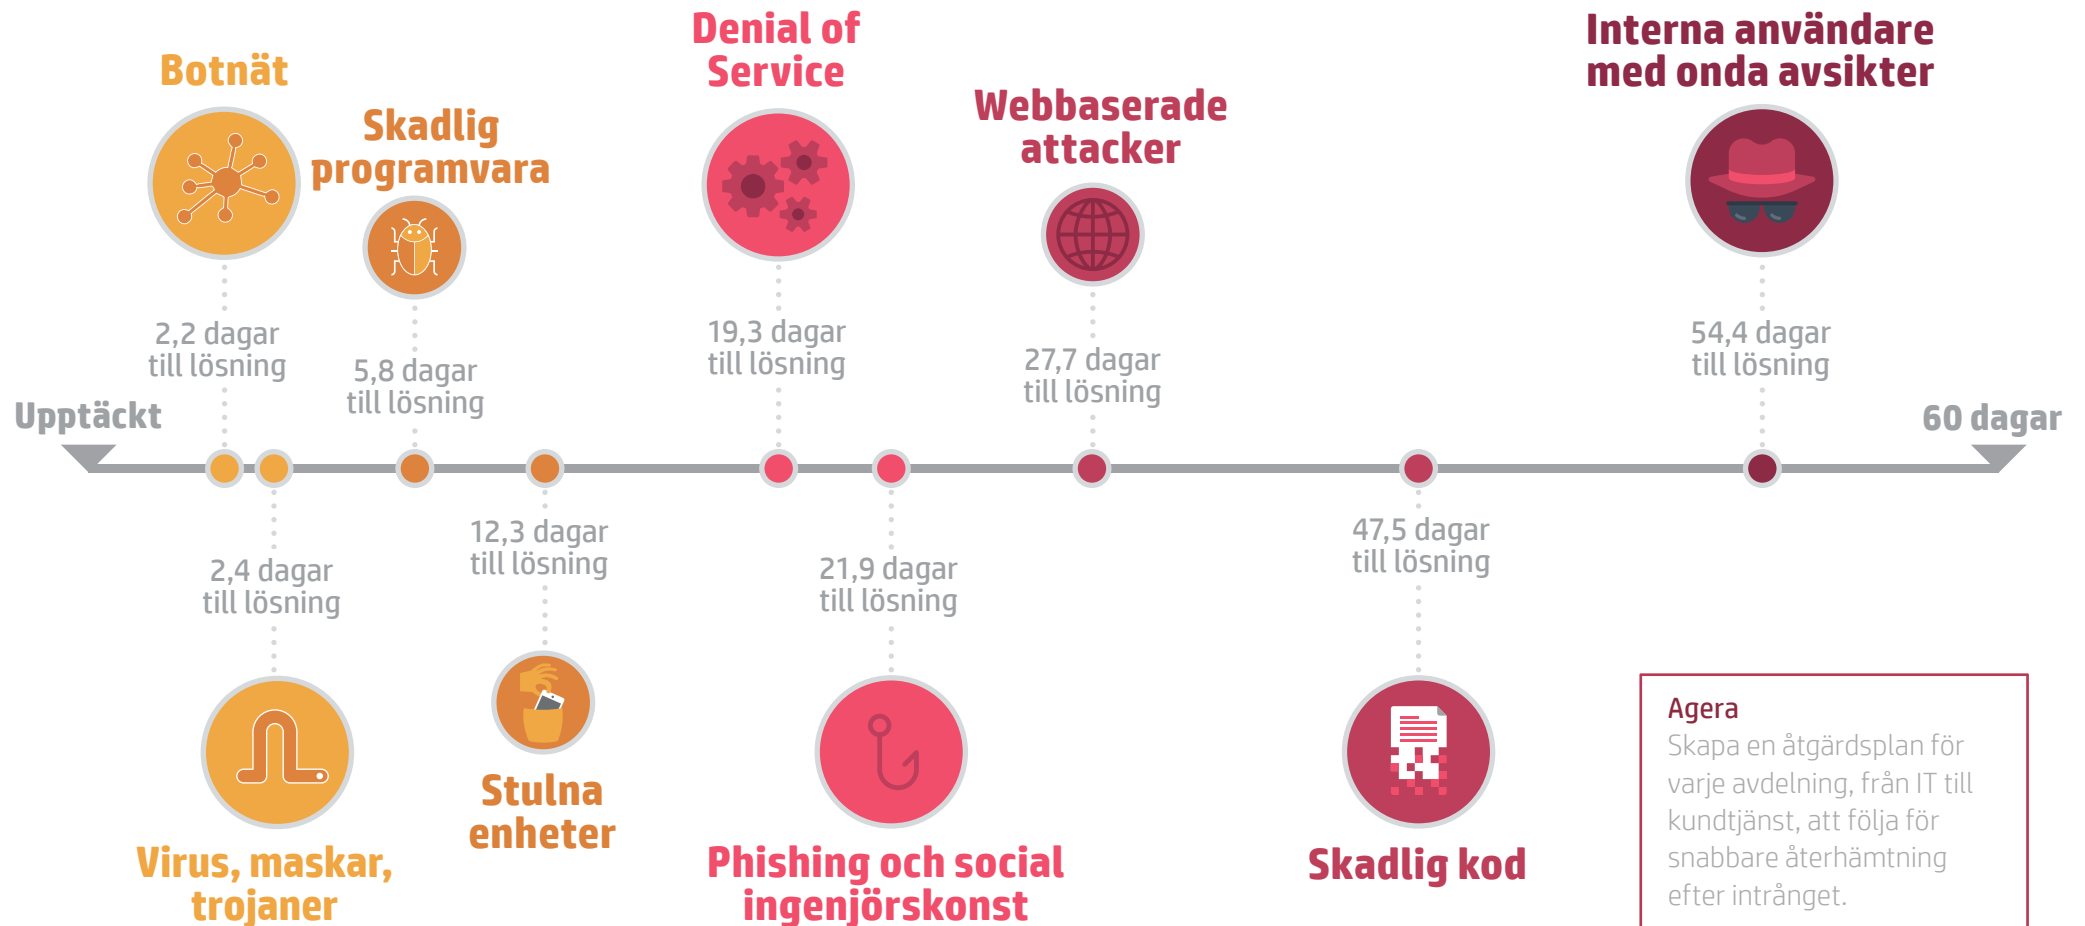 Botnät
2,2 dagar
till lösning
Skadlig
programvara
5,8 dagar
till lösning
Denial of
Service
19,3 dagar
till lösning
Webbaserade
attacker
27,7 dagar
till lösning
Interna användare
med onda avsikter
54,4 dagar
till lösning
Upptäckt
60 dagar
2,4 dagar
till lösning
Virus, maskar,
trojaner
12,3 dagar
till lösning
Stulna
enheter
21,9 dagar
till lösning
Phishing och social
ingenjörskonst
47,5 dagar
till lösning
Skadlig kod
Agera
Skapa en åtgärdsplan för
varje avdelning, från IT till
kundtjänst, att följa för
snabbare återhämtning
efter intrånget.